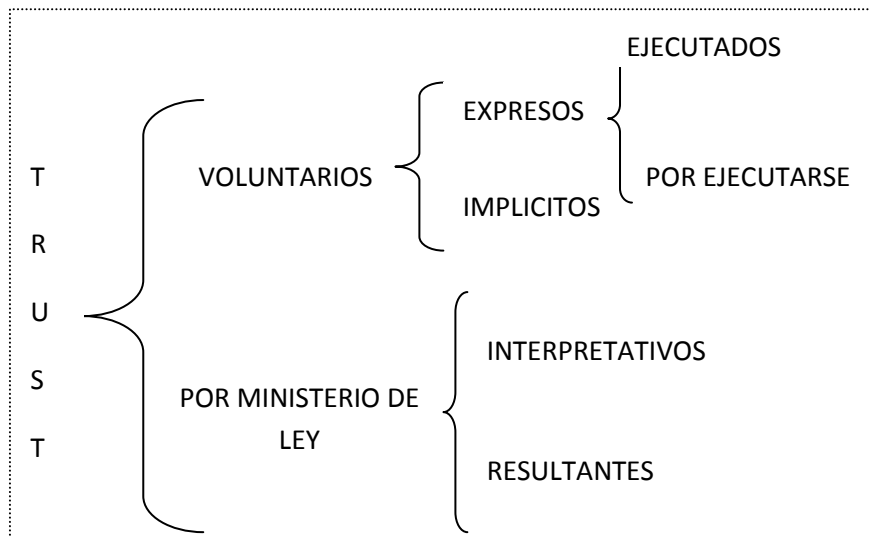 T
R
U
S
T
VOLUNTARIOS
EXPRESOS
EJECUTADOS
POR EJECUTARSE
IMPLICITOS
POR MINISTERIO DE
LEY
INTERPRETATIVOS
RESULTANTES